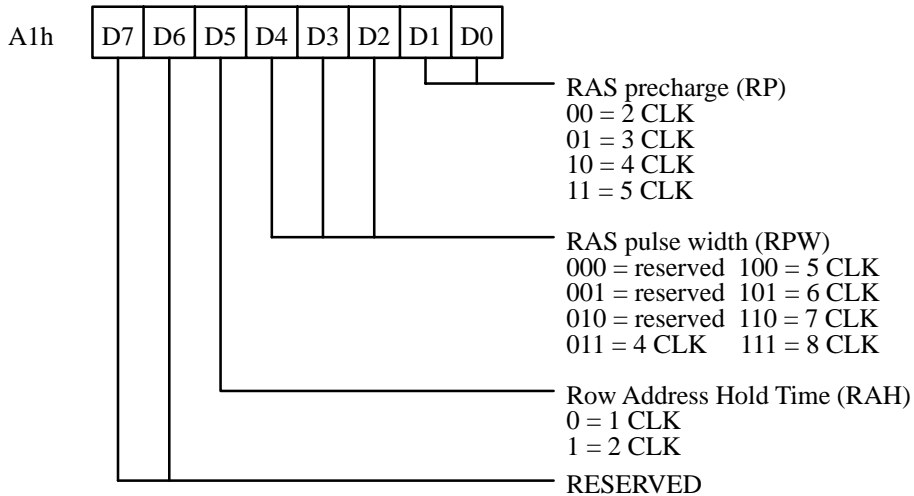 A1h D7 D6 D5 D4 D3 D2 D1 D0
RAS precharge (RP)
00 = 2 CLK
01 = 3 CLK
10 = 4 CLK
11 = 5 CLK
RAS pulse width (RPW)
000 = reserved 100 = 5 CLK
001 = reserved 101 = 6 CLK
010 = reserved 110 = 7 CLK
011 = 4 CLK 111 = 8 CLK
Row Address Hold Time (RAH)
0 = 1 CLK
1 = 2 CLK
RESERVED